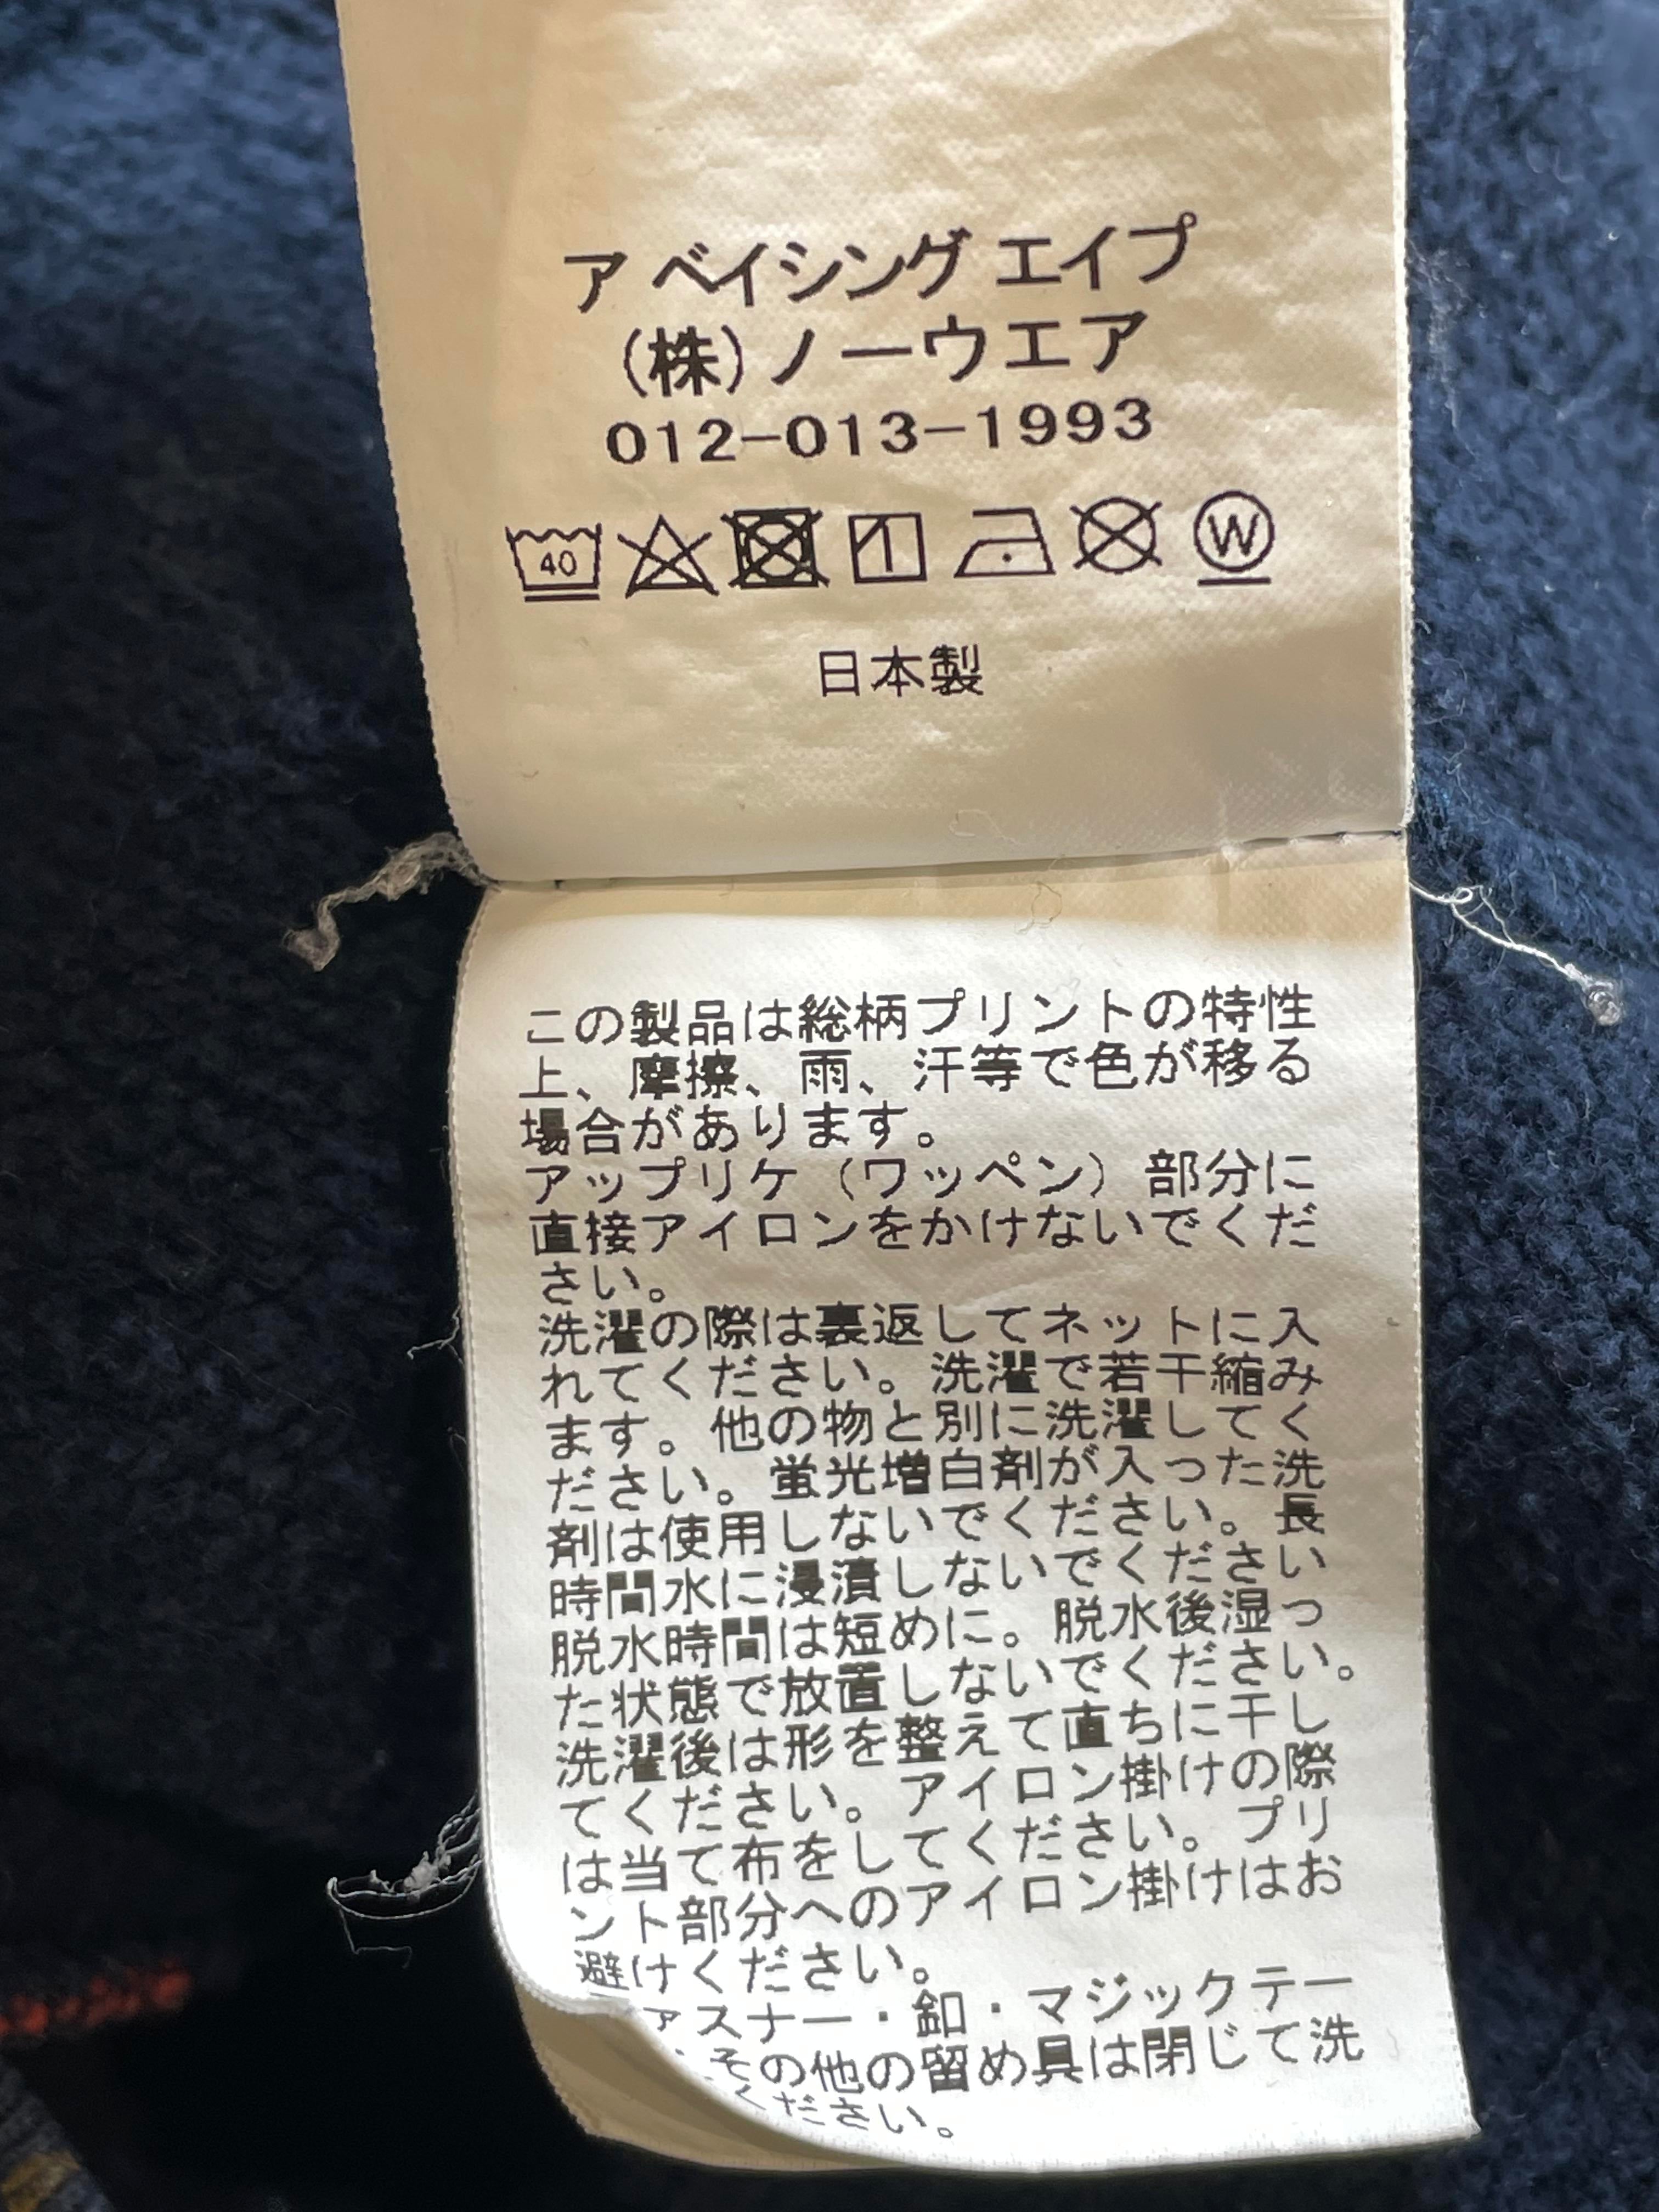 ア ベイシング エイプ
(株)ノーウエア
012-013-1993
40
W
日本製
この製品は総柄プリントの特性
上、摩擦、雨、汗等で色が移る
場合があります。
アップリケ（ワッペン）部分に
直接アイロンをかけないでくだ
さい。
洗濯の際は裏返してネットに入
れてください。洗濯で若干縮み
ます。他の物と別に洗濯してく
ださい。蛍光増白剤が入った洗
剤は使用しないでください。長
時間水に浸漬しないでください
脱水時間は短めに。脱水後湿っ
た状態で放置しないでください。
洗濯後は形を整えて直ちに干し
てください。アイロン掛けの際
は当て布をしてください。プリ
ント部分へのアイロン掛けはお
避けください。
ァスナー・釦・マジックテー
その他の留め具は閉じて洗
ください。